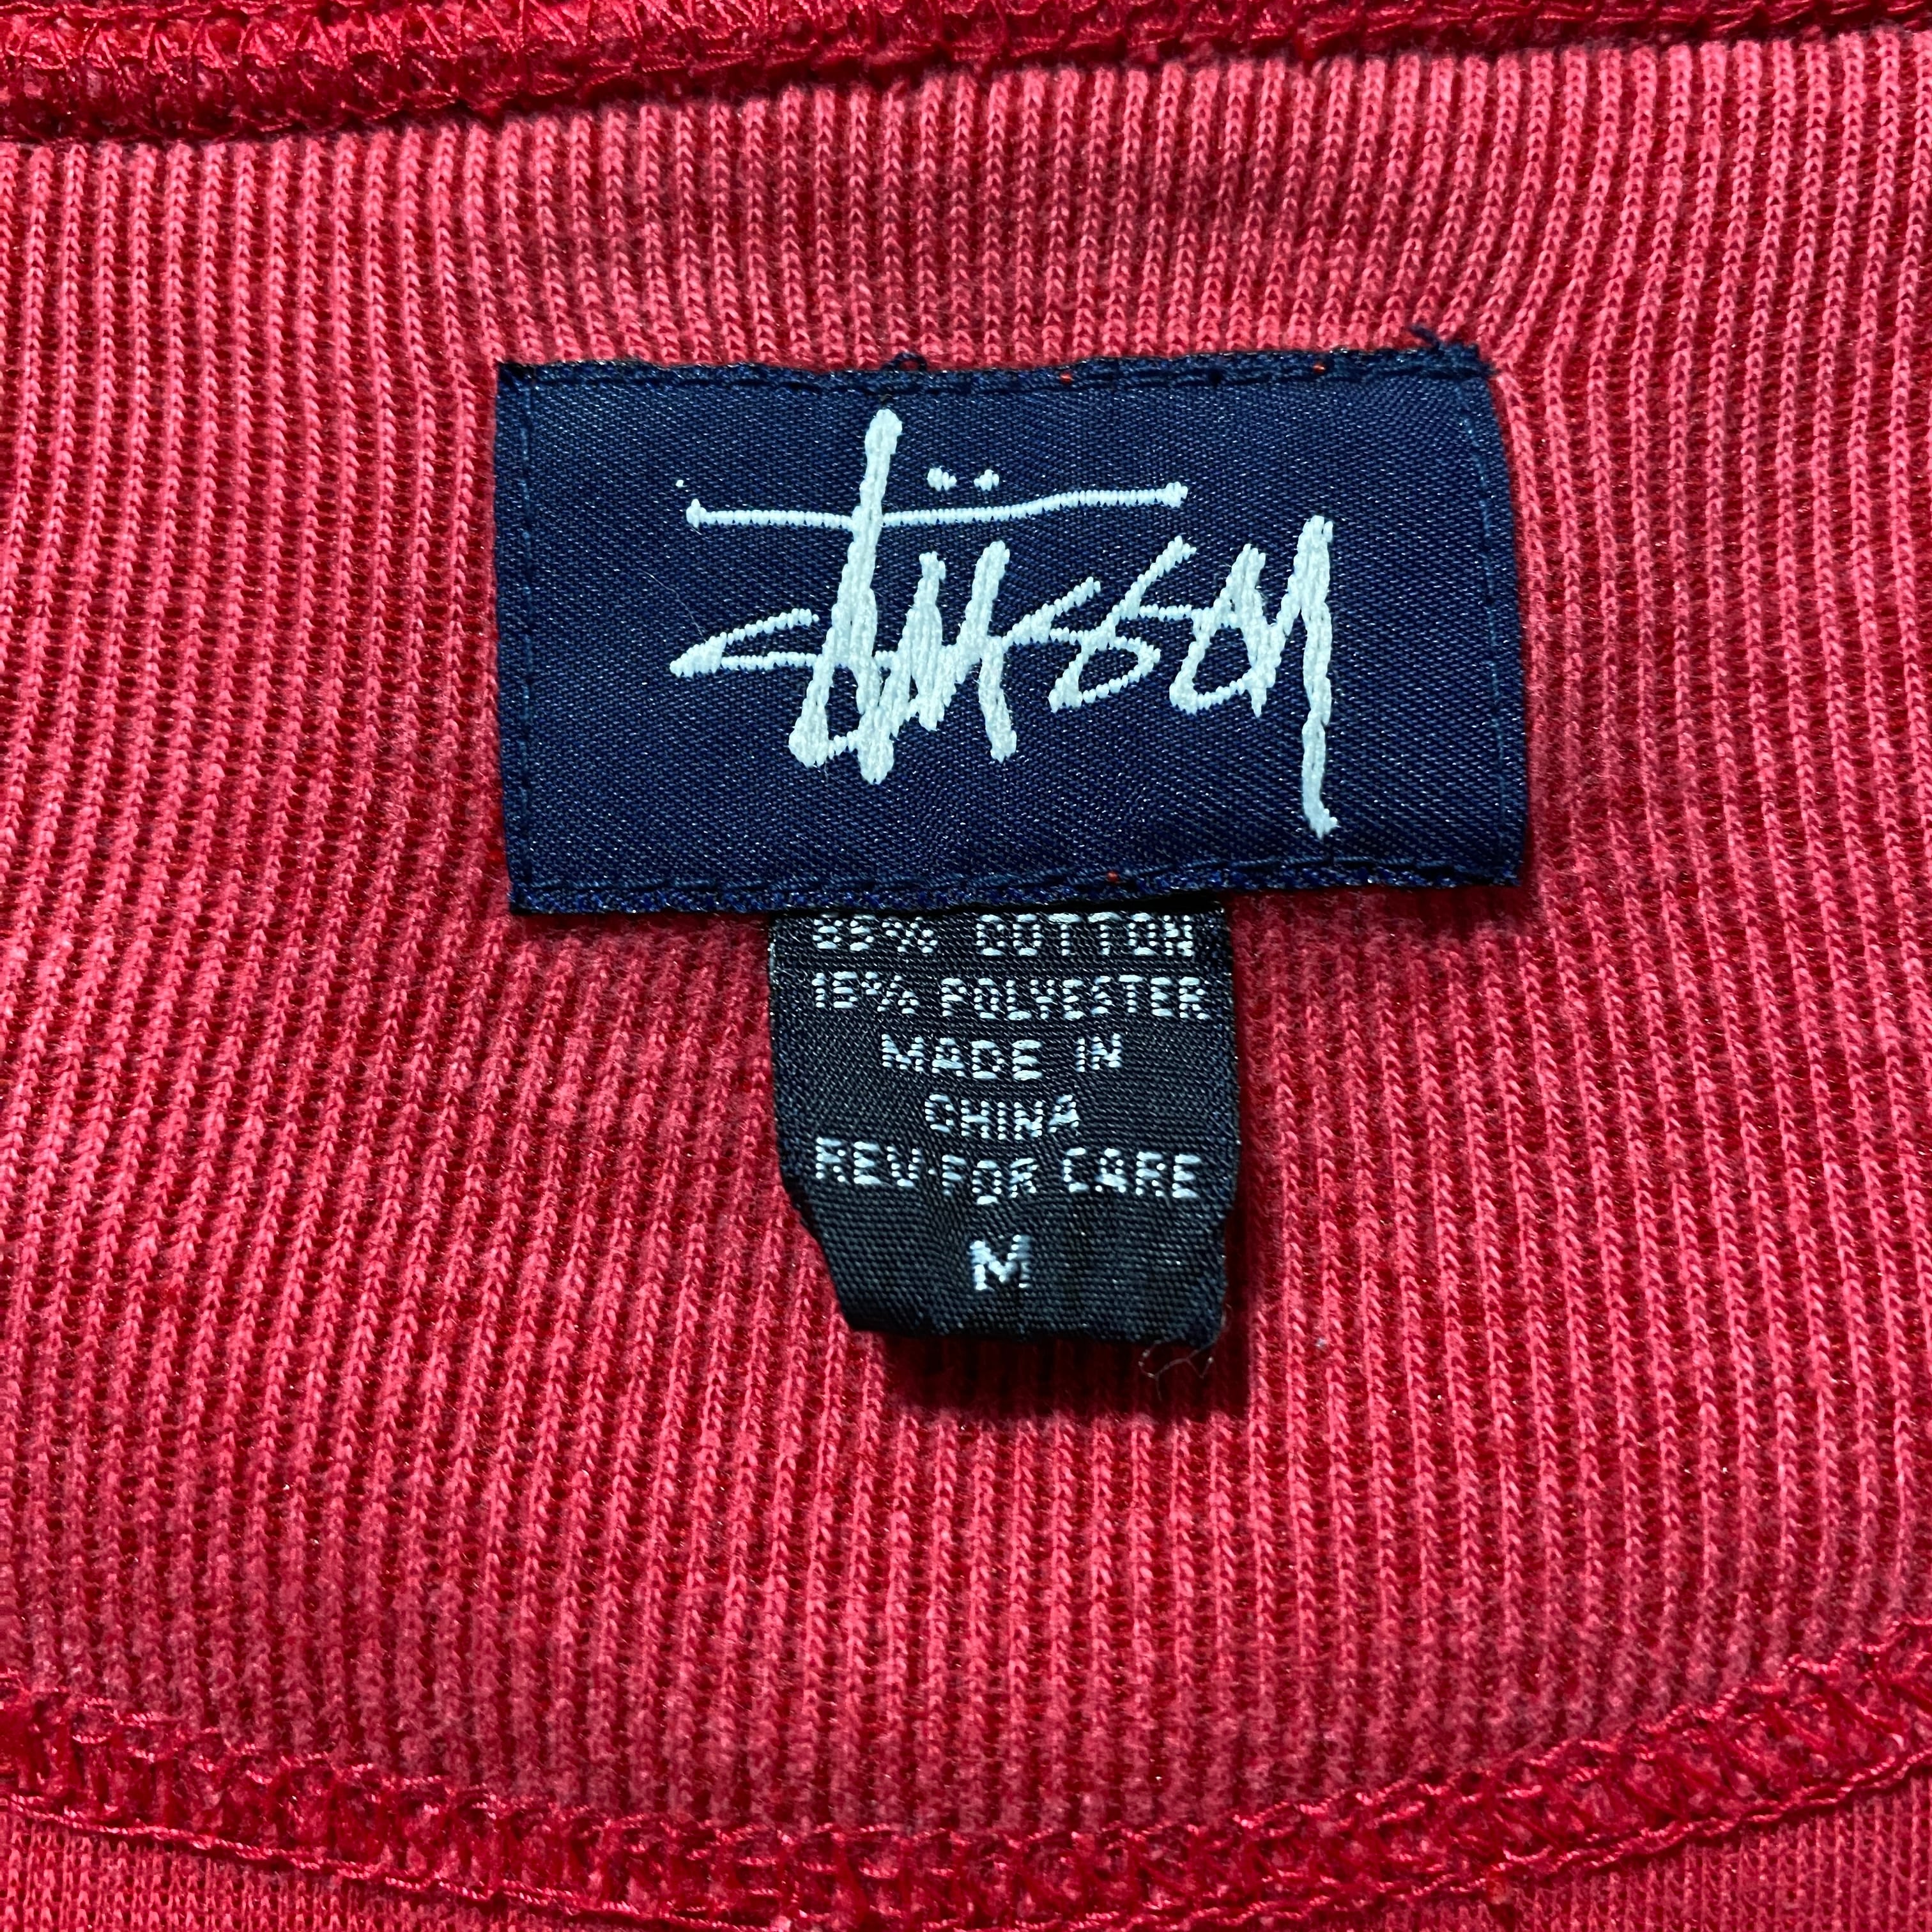 Stüssy
85% COTTON
15% POLYESTER
MADE IN
CHINA
REV·FOR CARE
M